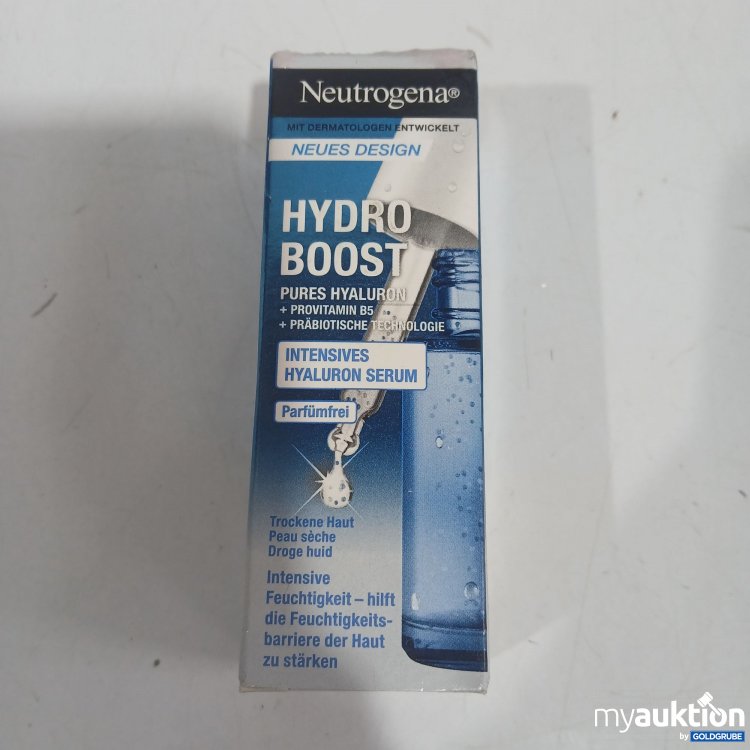 Neutrogena®
MIT DERMATOLOGEN ENTWICKELT
NEUES DESIGN
HYDRO
BOOST
PURES HYALURON
+ PROVITAMIN B5
+ PRÄBIOTISCHE TECHNOLOGIE
INTENSIVES
HYALURON SERUM
Parfümfrei
Trockene Haut
Peau sèche
Droge huid
Intensive
Feuchtigkeit – hilft
die Feuchtigkeits-
barriere der Haut
zu stärken
myauktion
by GOLDGRUBE